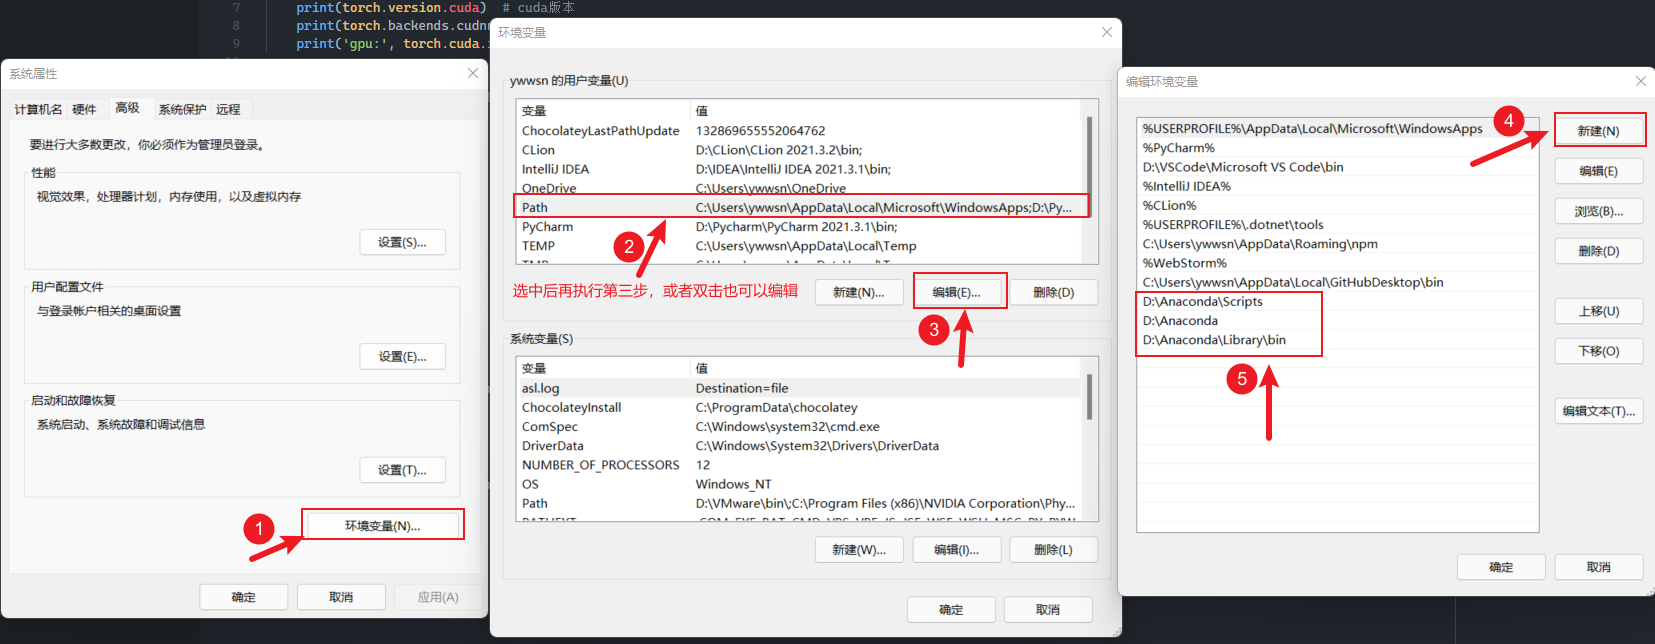 7 print(torch.version.cuda) # cuda版本
8 print(torch.backends.cudn
9 print('gpu:', torch.cuda.
系统属性
计算机名 硬件 高级 系统保护 远程
要进行大多数更改，你必须作为管理员登录。
性能
视觉效果，处理器计划，内存使用，以及虚拟内存
设置(S)...
用户配置文件
与登录帐户相关的桌面设置
设置(E)...
启动和故障恢复
系统启动、系统故障和调试信息
设置(T)...
1
环境变量(N)...
确定 取消 应用(A)
环境变量
ywwsn 的用户变量(U)
变量 值
ChocolateyLastPathUpdate 132869655552064762
CLion D:\CLion\CLion 2021.3.2\bin;
IntelliJ IDEA D:\IDEA\IntelliJ IDEA 2021.3.1\bin;
OneDrive C:\Users\ywwsn\OneDrive
Path C:\Users\ywwsn\AppData\Local\Microsoft\WindowsApps;D:\Py...
PyCharm D:\Pycharm\PyCharm 2021.3.1\bin;
TEMP C:\Users\ywwsn\AppData\Local\Temp
2
选中后再执行第三步，或者双击也可以编辑
新建(N)... 编辑(E)... 删除(D)
3
系统变量(S)
变量 值
asl.log Destination=file
ChocolateyInstall C:\ProgramData\chocolatey
ComSpec C:\Windows\system32\cmd.exe
DriverData C:\Windows\System32\Drivers\DriverData
NUMBER_OF_PROCESSORS 12
OS Windows_NT
Path D:\VMware\bin\;C:\Program Files (x86)\NVIDIA Corporation\Phy...
新建(W)... 编辑(I)... 删除(L)
确定 取消
编辑环境变量
%USERPROFILE%\AppData\Local\Microsoft\WindowsApps
%PyCharm%
D:\VSCode\Microsoft VS Code\bin
%IntelliJ IDEA%
%CLion%
%USERPROFILE%\.dotnet\tools
C:\Users\ywwsn\AppData\Roaming\npm
%WebStorm%
C:\Users\ywwsn\AppData\Local\GitHubDesktop\bin
D:\Anaconda\Scripts
D:\Anaconda
D:\Anaconda\Library\bin
4
5
新建(N)
编辑(E)
浏览(B)...
删除(D)
上移(U)
下移(O)
编辑文本(T)...
确定 取消